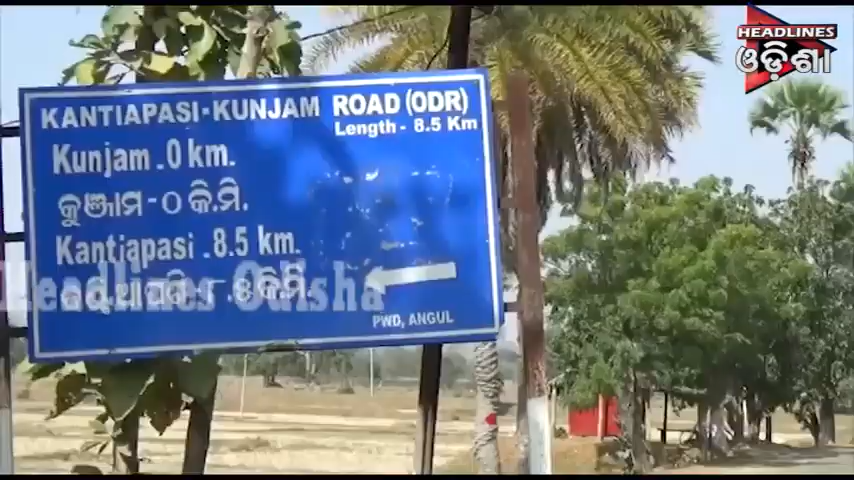 HEADLINES
ଓଡ଼ିଶା
KANTIAPASI-KUNJAM ROAD (ODR)
LENGTH - 8.5 KM
Kunjam .0 km.
କୁଞ୍ଜାମ - ୦ କି.ମି.
Kantiapasi .8.5 km.
Headlines Odisha
.୫ କି.ମି.
PWD, ANGUL